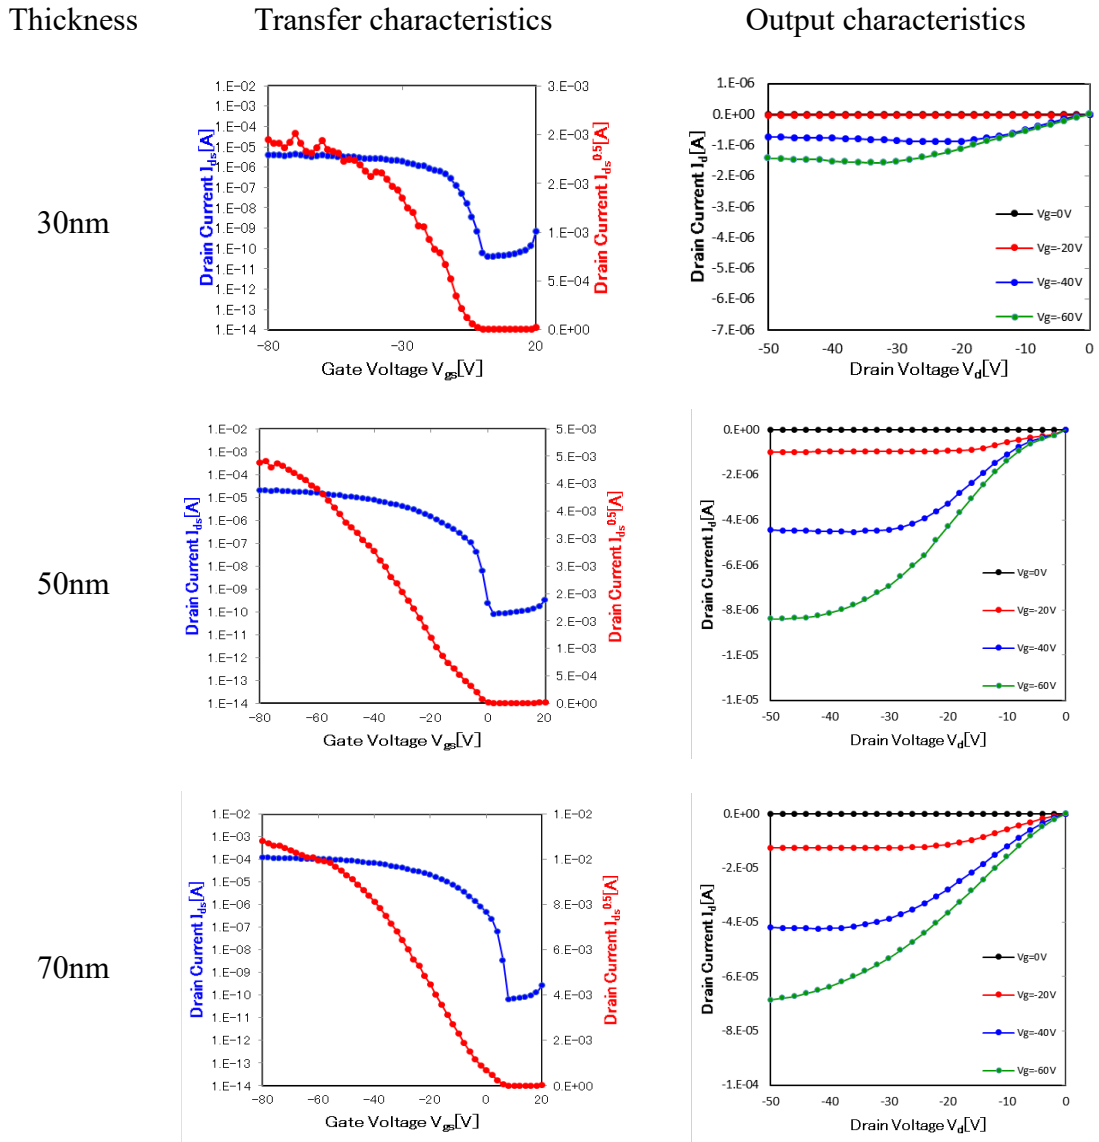 Thickness Transfer characteristics Output characteristics
30nm
1.E-02
1.E-03
1.E-04
1.E-05
1.E-06
1.E-07
1.E-08
1.E-09
1.E-10
1.E-11
1.E-12
1.E-13
1.E-14
Drain Current Ids[A]
3.E-03
2.E-03
2.E-03
1.E-03
5.E-04
0.E+00
Drain Current Ids^0.5[A]
-80 -30 20
Gate Voltage Vgs[V]
1.E-06
0.E+00
-1.E-06
-2.E-06
-3.E-06
-4.E-06
-5.E-06
-6.E-06
-7.E-06
Drain Current Id[A]
Vg=0V
Vg=-20V
Vg=-40V
Vg=-60V
-50 -40 -30 -20 -10 0
Drain Voltage Vd[V]
50nm
1.E-02
1.E-03
1.E-04
1.E-05
1.E-06
1.E-07
1.E-08
1.E-09
1.E-10
1.E-11
1.E-12
1.E-13
1.E-14
Drain Current Ids[A]
5.E-03
5.E-03
4.E-03
4.E-03
3.E-03
3.E-03
2.E-03
2.E-03
1.E-03
5.E-04
0.E+00
Drain Current Ids^0.5[A]
-80 -60 -40 -20 0 20
Gate Voltage Vgs[V]
0.E+00
-2.E-06
-4.E-06
-6.E-06
-8.E-06
-1.E-05
Drain Current Id[A]
Vg=0V
Vg=-20V
Vg=-40V
Vg=-60V
-50 -40 -30 -20 -10 0
Drain Voltage Vd[V]
70nm
1.E-02
1.E-03
1.E-04
1.E-05
1.E-06
1.E-07
1.E-08
1.E-09
1.E-10
1.E-11
1.E-12
1.E-13
1.E-14
Drain Current Ids[A]
1.E-02
1.E-02
8.E-03
6.E-03
4.E-03
2.E-03
0.E+00
Drain Current Ids^0.5[A]
-80 -60 -40 -20 0 20
Gate Voltage Vgs[V]
0.E+00
-2.E-05
-4.E-05
-6.E-05
-8.E-05
-1.E-04
Drain Current Id[A]
Vg=0V
Vg=-20V
Vg=-40V
Vg=-60V
-50 -40 -30 -20 -10 0
Drain Voltage Vd[V]